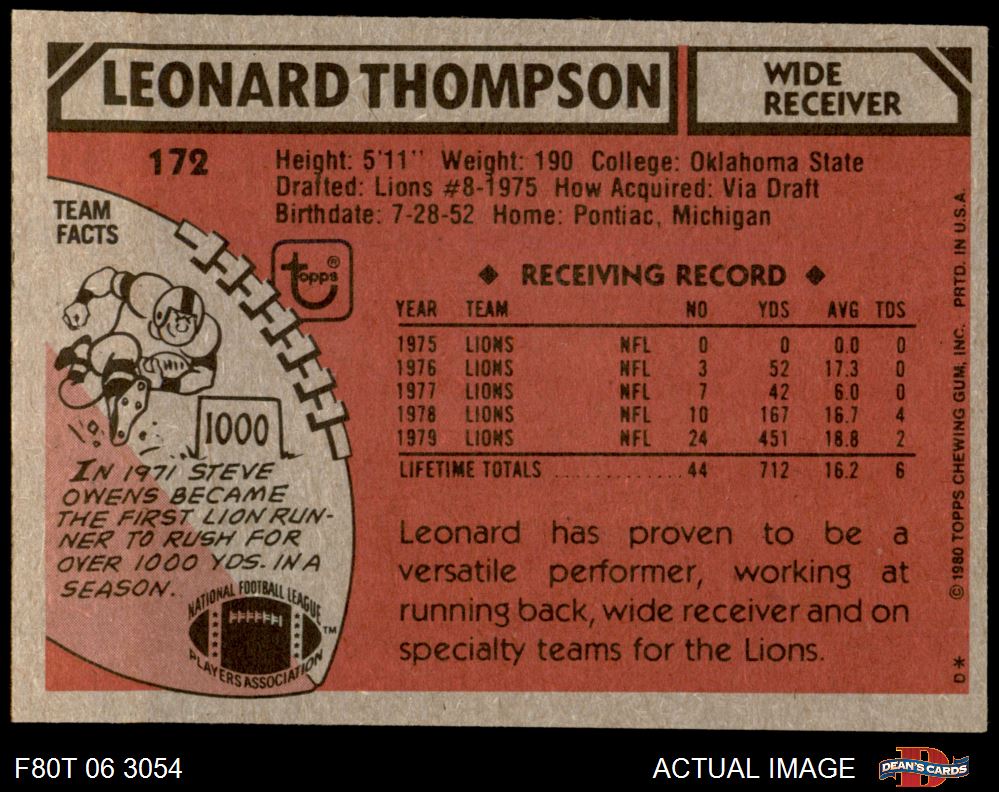 LEONARD THOMPSON
WIDE
RECEIVER
172
Height: 5'11" Weight: 190 College: Oklahoma State
Drafted: Lions #8-1975 How Acquired: Via Draft
Birthdate: 7-28-52 Home: Pontiac, Michigan
TEAM
FACTS
Topps®
1000
IN 1971 STEVE
OWENS BECAME
THE FIRST LION RUN-
NER TO RUSH FOR
OVER 1000 YDS. IN A
SEASON.
NATIONAL FOOTBALL LEAGUE
PLAYERS ASSOCIATION
™
◆ RECEIVING RECORD ◆
YEAR TEAM NO YDS AVG TDS
1975 LIONS NFL 0 0 0.0 0
1976 LIONS NFL 3 52 17.3 0
1977 LIONS NFL 7 42 6.0 0
1978 LIONS NFL 10 167 16.7 4
1979 LIONS NFL 24 451 18.8 2
LIFETIME TOTALS ............. 44 712 16.2 6
Leonard has proven to be a
versatile performer, working at
running back, wide receiver and on
specialty teams for the Lions.
D* ©1980 TOPPS CHEWING GUM, INC. PRTD. IN U.S.A.
F80T 06 3054
ACTUAL IMAGE
D
DEAN'S CARDS